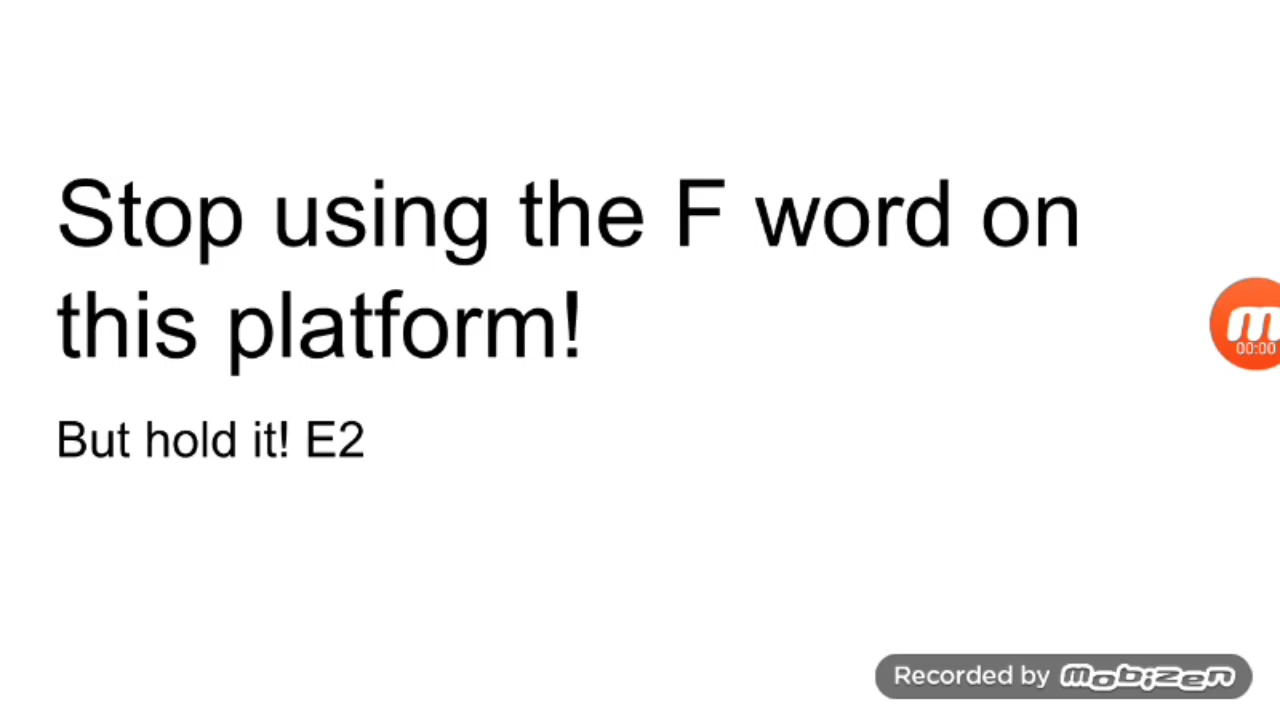 Stop using the F word on
this platform!
But hold it! E2
m
00:00
Recorded by mobizen